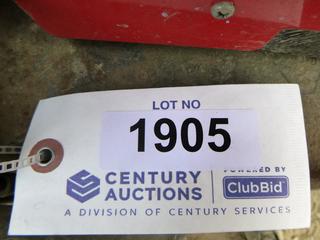 LOT NO
1905
CENTURY
AUCTIONS
POWERED BY
ClubBid
A DIVISION OF CENTURY SERVICES